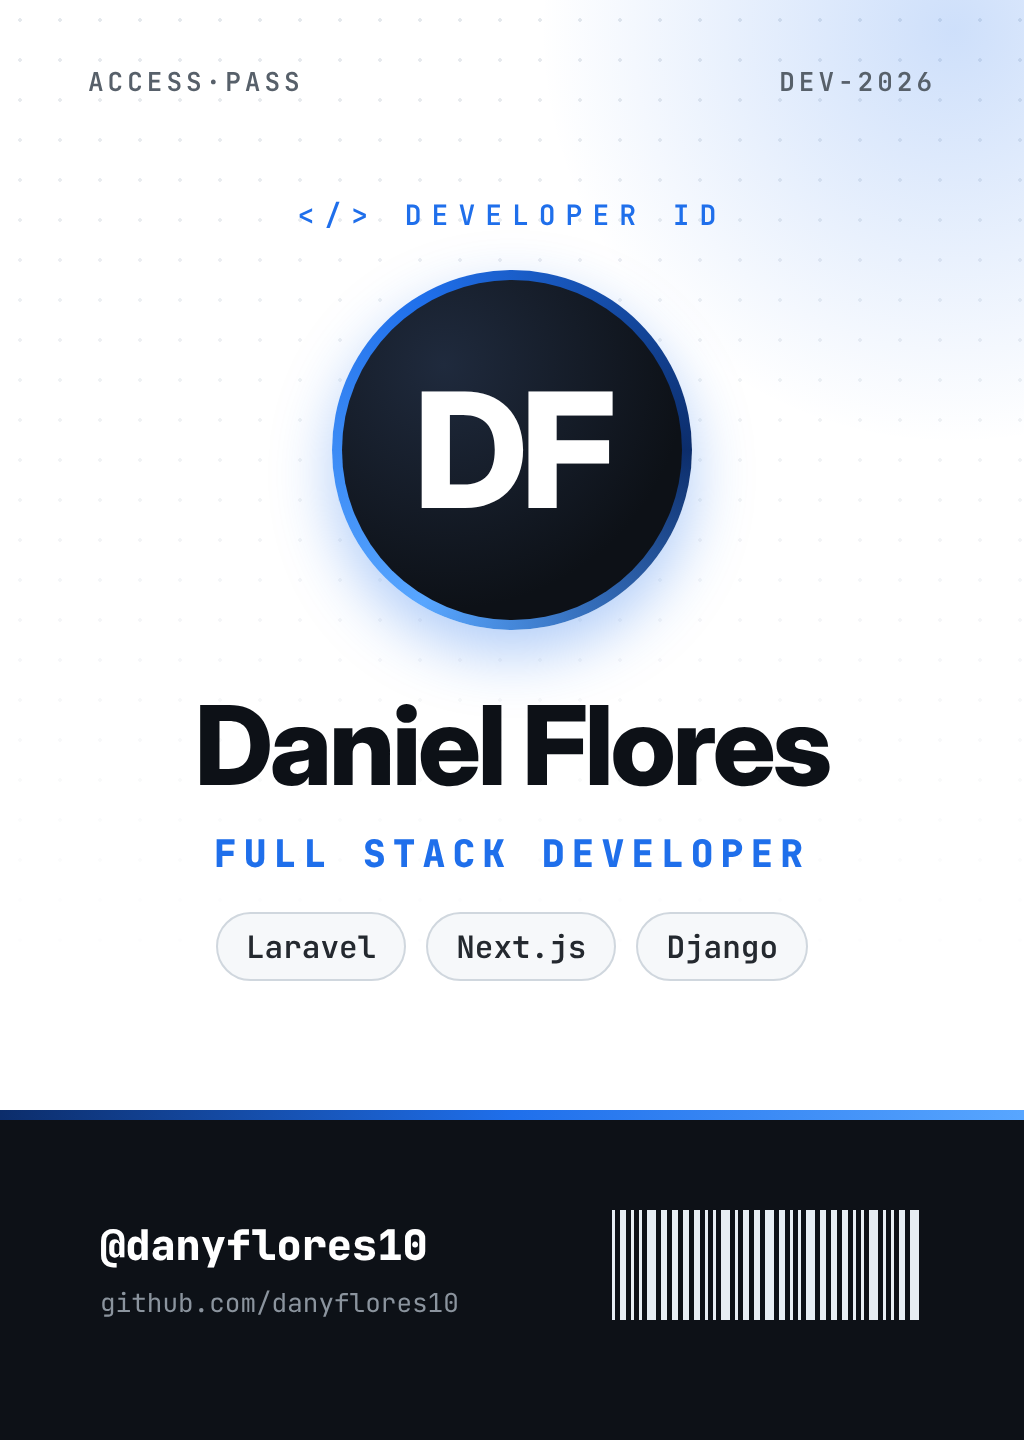 ACCESS·PASS
DEV-2026
</> DEVELOPER ID
DF
Daniel Flores
FULL STACK DEVELOPER
Laravel
Next.js
Django
@danyflores10
github.com/danyflores10